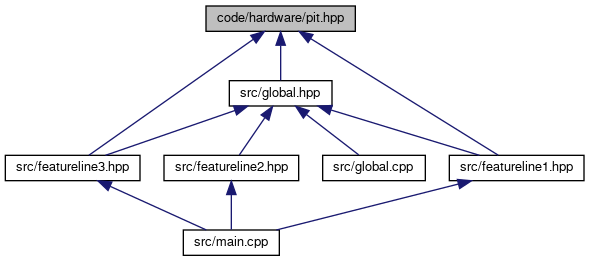 code/hardware/pit.hpp
src/global.hpp
src/featureline3.hpp
src/featureline2.hpp
src/global.cpp
src/featureline1.hpp
src/main.cpp